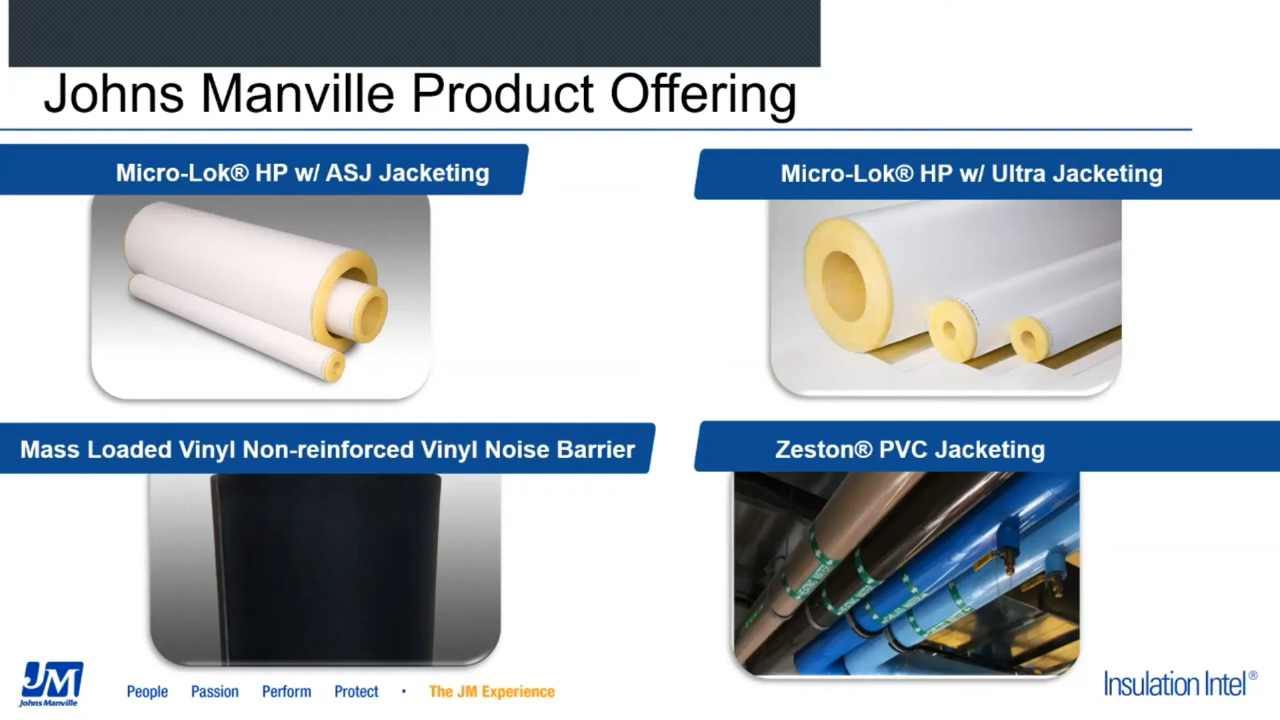 Johns Manville Product Offering
Micro-Lok® HP w/ ASJ Jacketing
Micro-Lok® HP w/ Ultra Jacketing
Mass Loaded Vinyl Non-reinforced Vinyl Noise Barrier
Zeston® PVC Jacketing
JM
Johns Manville
People Passion Perform Protect · The JM Experience
Insulation Intel®